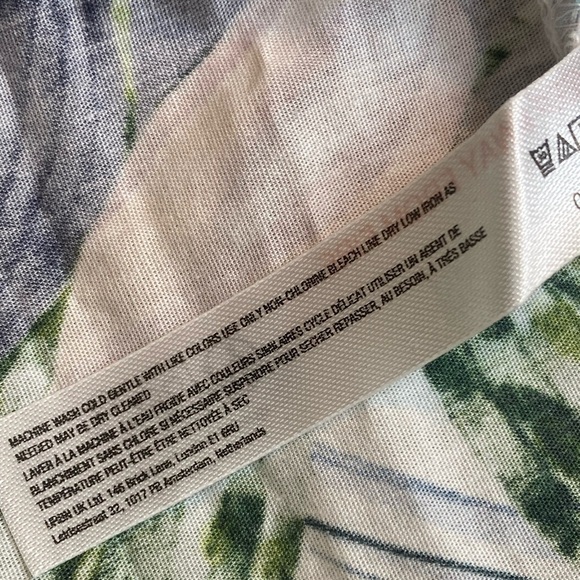 MACHINE WASH COLD GENTLE WITH LIKE COLORS USE ONLY NON-CHLORINE BLEACH LINE DRY LOW IRON AS
NEEDED MAY BE DRY CLEANED
LAVER À LA MACHINE À L'EAU FROIDE AVEC COULEURS SIMILAIRES CYCLE DÉLICAT UTILISER UN AGENT DE
BLANCHIMENT SANS CHLORE SI NÉCESSAIRE SUSPENDRE POUR SÉCHER REPASSER, AU BESOIN, À TRÈS BASSE
TEMPÉRATURE PEUT-ÊTRE ÊTRE NETTOYÉE À SEC
URBN UK Ltd. 146 Brick Lane, London E1 6RU
Leidsestraat 32, 1017 PB Amsterdam, Netherlands